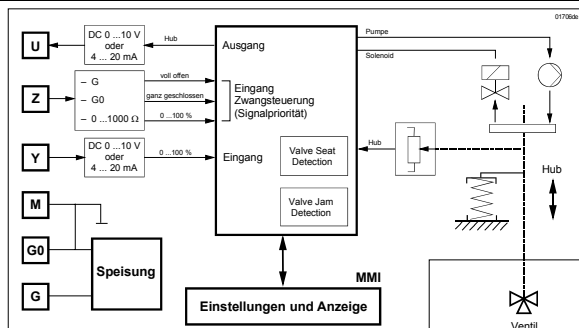 01706de
U
DC 0 ...10 V
oder
4 ... 20 mA
Hub
Ausgang
Pumpe
Solenoid
Z
– G
– G0
– 0 ...1000 Ω
voll offen
ganz geschlossen
0 ...100 %
Eingang
Zwangsteuerung
(Signalpriorität)
Y
DC 0 ...10 V
oder
4 ... 20 mA
0 ...100 %
Eingang
Valve Seat
Detection
Valve Jam
Detection
Hub
Hub
M
G0
G
Speisung
MMI
Einstellungen und Anzeige
Ventil